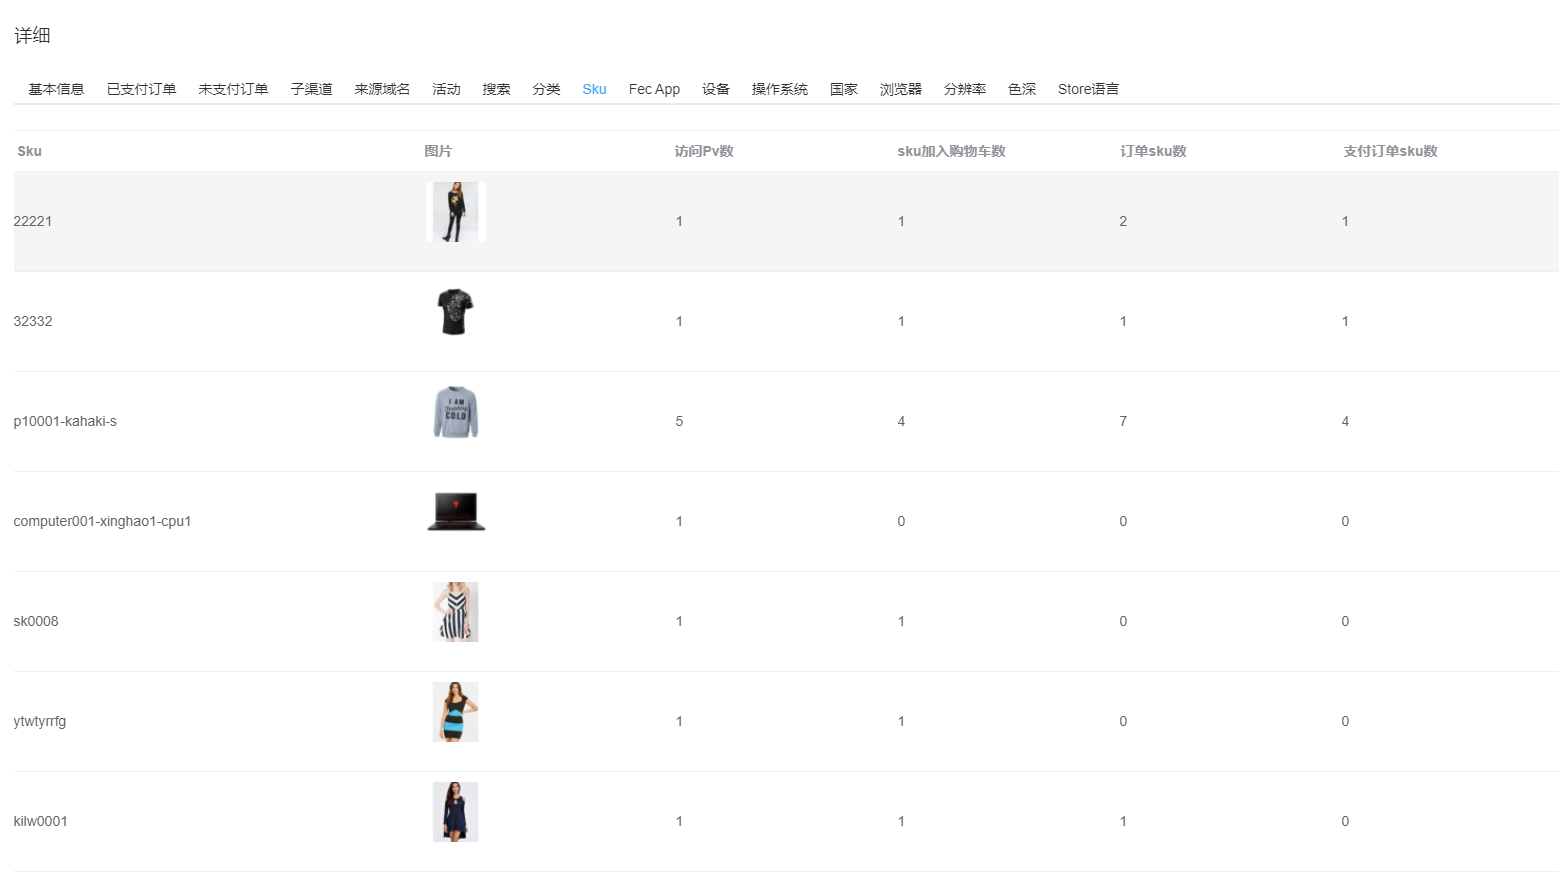 详细
基本信息 已支付订单 未支付订单 子渠道 来源域名 活动 搜索 分类 Sku Fec App 设备 操作系统 国家 浏览器 分辨率 色深 Store语言
Sku 图片 访问Pv数 sku加入购物车数 订单sku数 支付订单sku数
22221 1 1 2 1
32332 1 1 1 1
I AM
Freaking
COLD
p10001-kahaki-s 5 4 7 4
computer001-xinghao1-cpu1 1 0 0 0
sk0008 1 1 0 0
ytwtyrrfg 1 1 0 0
kilw0001 1 1 1 0